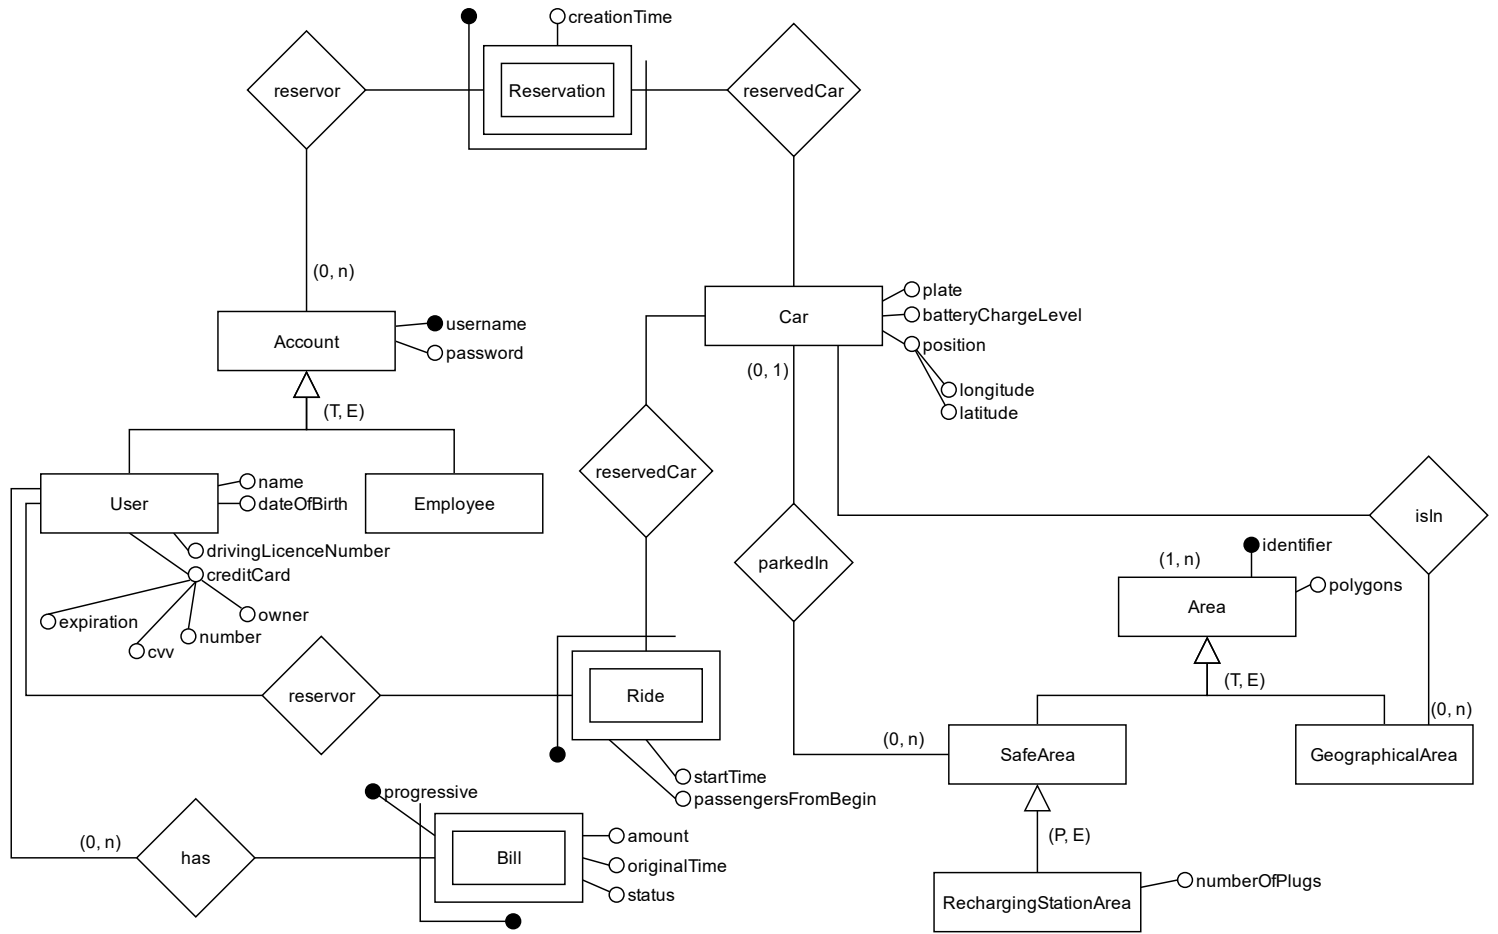 creationTime
reservor
Reservation
reservedCar
(0, n)
Account
username
password
(T, E)
Car
plate
batteryChargeLevel
position
longitude
latitude
(0, 1)
User
name
dateOfBirth
drivingLicenceNumber
creditCard
expiration
cvv
number
owner
Employee
reservedCar
parkedIn
isIn
(1, n)
identifier
Area
polygons
(T, E)
(0, n)
reservor
Ride
startTime
passengersFromBegin
(0, n)
SafeArea
GeographicalArea
(P, E)
RechargingStationArea
numberOfPlugs
(0, n)
has
progressive
Bill
amount
originalTime
status